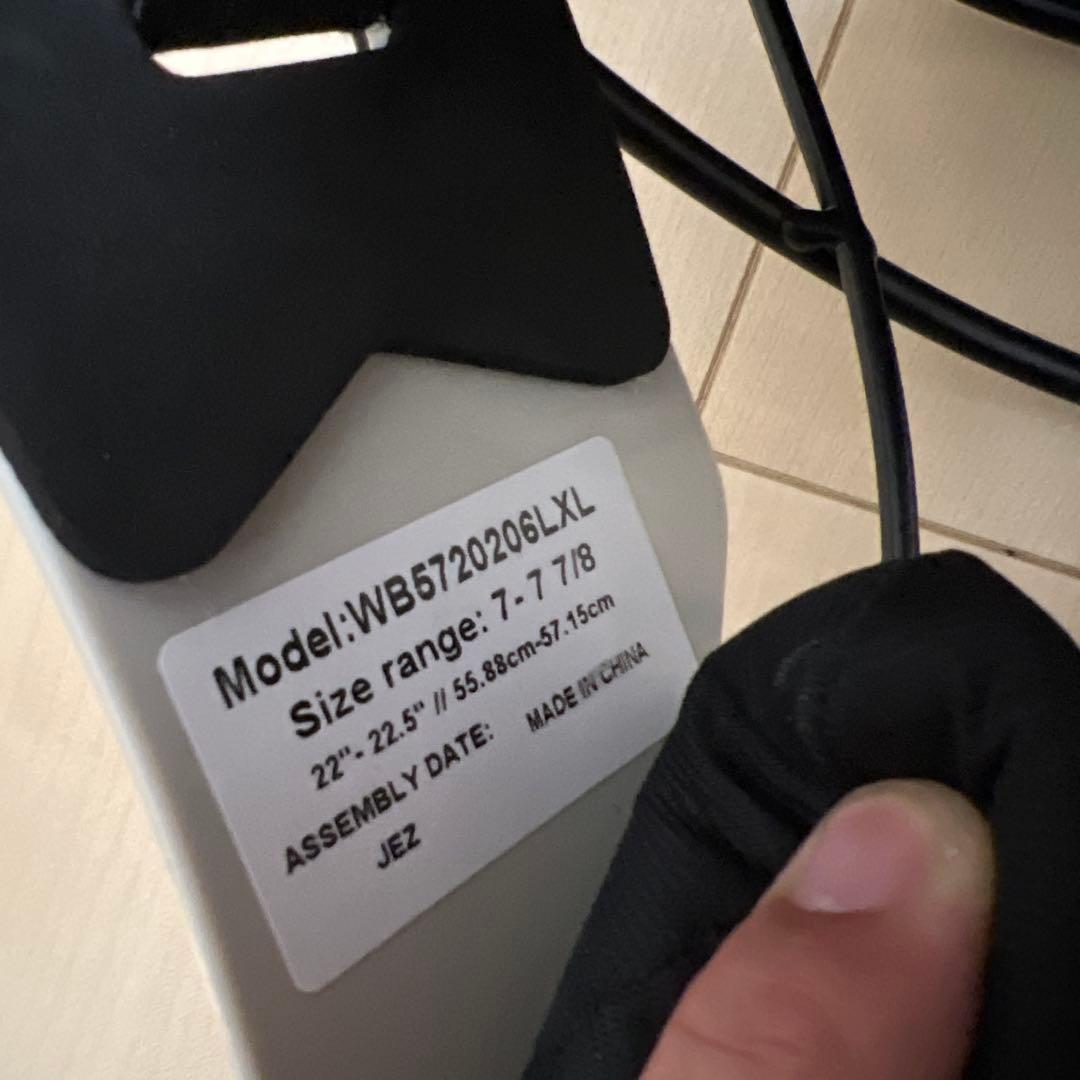 Model:WB5720206LXL
Size range: 7- 7 7/8
22"- 22.5" // 55.88cm-57.15cm
ASSEMBLY DATE: MADE IN CHINA
JEZ